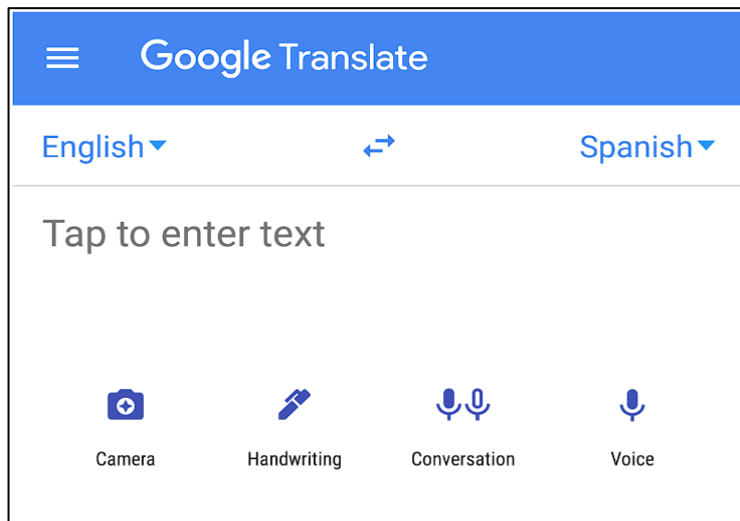 Google Translate
English Spanish
Tap to enter text
Camera Handwriting Conversation Voice